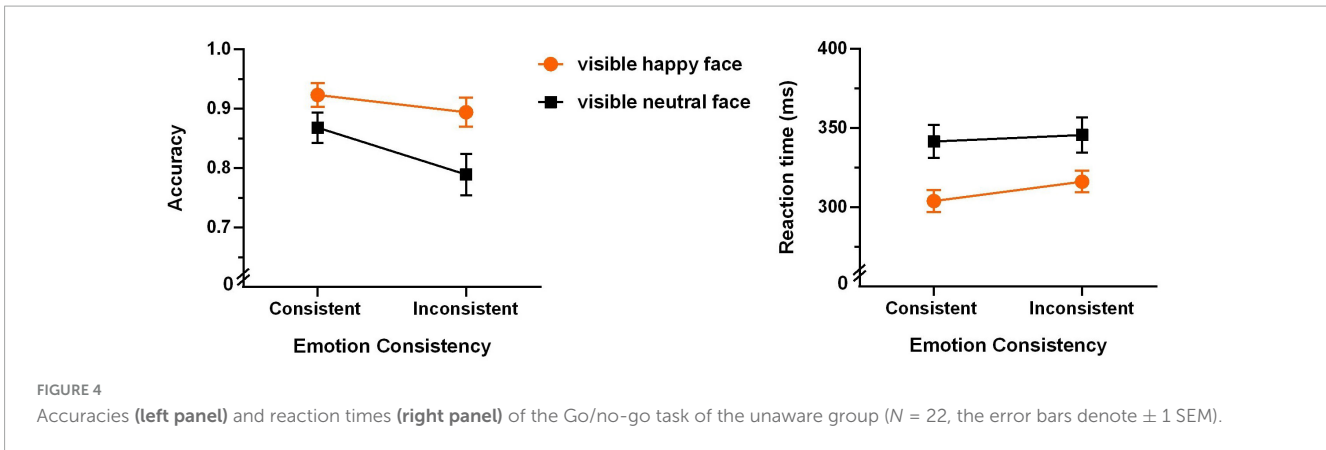 1.0
0.9
0.8
0.7
0
Accuracy
Consistent
Inconsistent
Emotion Consistency
visible happy face
visible neutral face
400
350
300
0
Reaction time (ms)
Consistent
Inconsistent
Emotion Consistency
FIGURE 4
Accuracies (left panel) and reaction times (right panel) of the Go/no-go task of the unaware group (N = 22, the error bars denote ± 1 SEM).